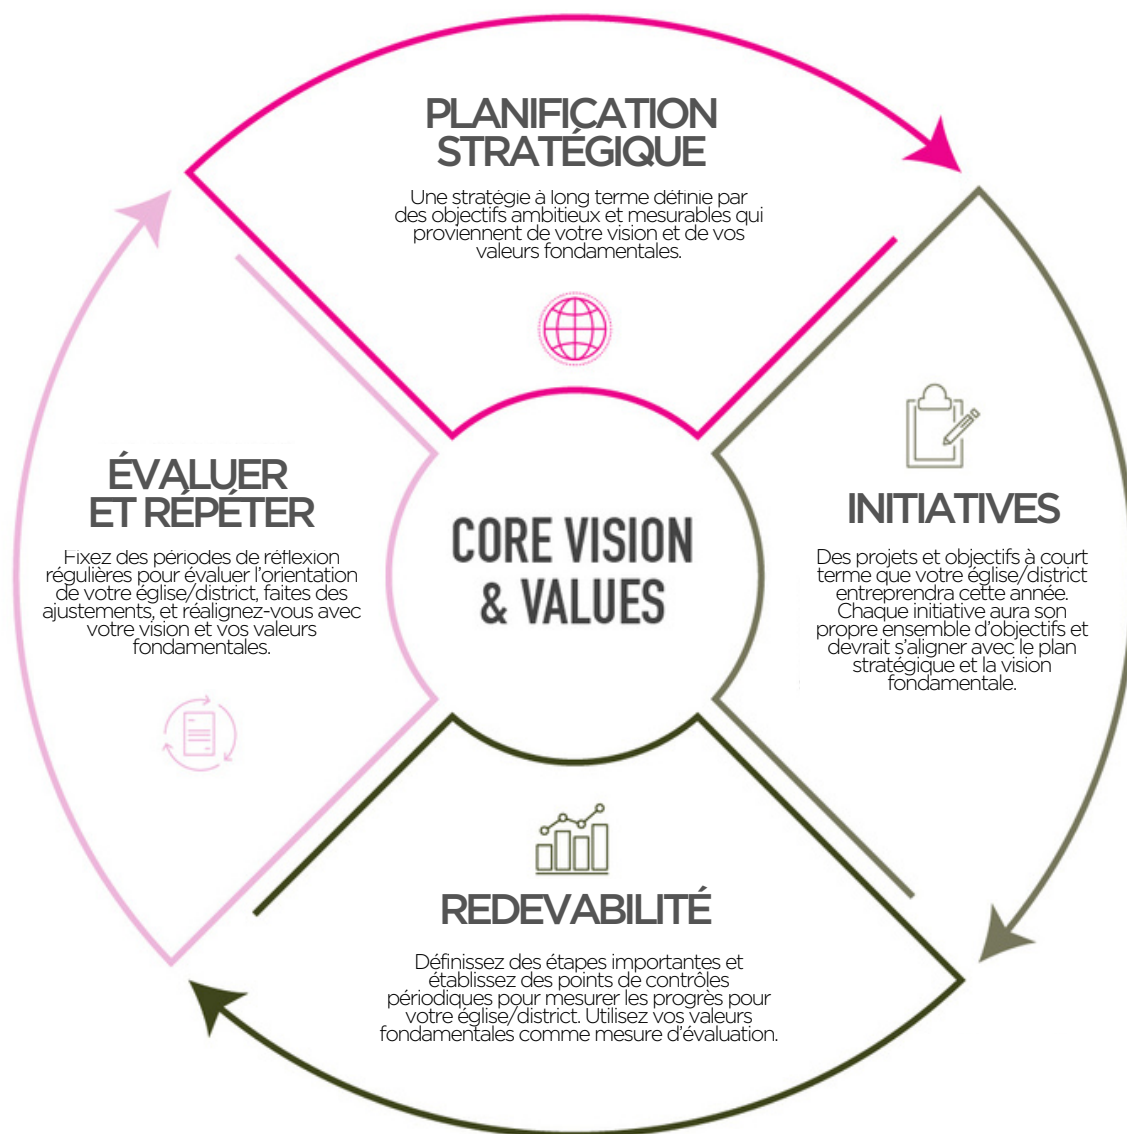 PLANIFICATION
STRATÉGIQUE
Une stratégie à long terme définie par
des objectifs ambitieux et mesurables qui
proviennent de votre vision et de vos
valeurs fondamentales.
INITIATIVES
Des projets et objectifs à court
terme que votre église/district
entreprendra cette année.
Chaque initiative aura son
propre ensemble d'objectifs et
devrait s'aligner avec le plan
stratégique et la vision
fondamentale.
REDEVABILITÉ
Définissez des étapes importantes et
établissez des points de contrôles
périodiques pour mesurer les progrès pour
votre église/district. Utilisez vos valeurs
fondamentales comme mesure d'évaluation.
ÉVALUER
ET RÉPÉTER
Fixez des périodes de réflexion
régulières pour évaluer l'orientation
de votre église/district, faites des
ajustements, et réalignez-vous avec
votre vision et vos valeurs
fondamentales.
CORE VISION
& VALUES